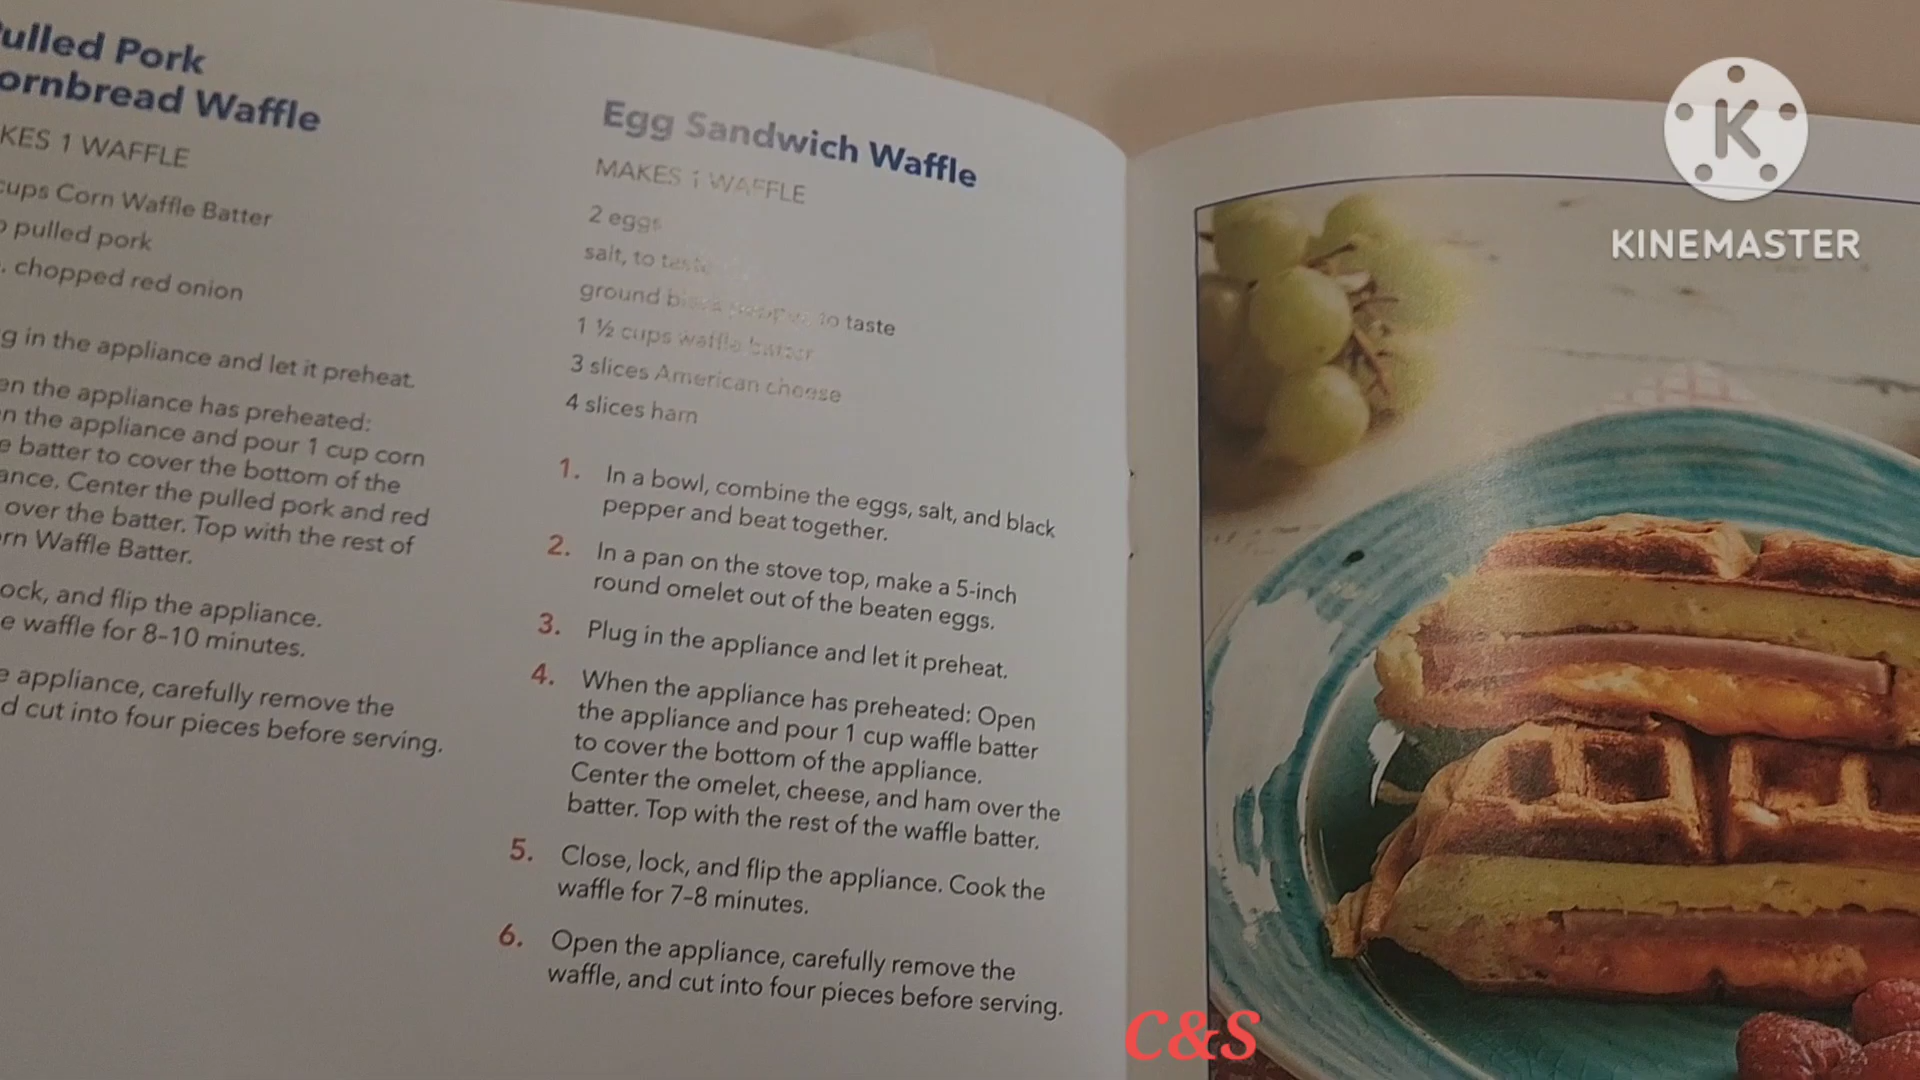 ulled Pork
ornbread Waffle
KES 1 WAFFLE
cups Corn Waffle Batter
pulled pork
. chopped red onion
g in the appliance and let it preheat.
en the appliance has preheated:
n the appliance and pour 1 cup corn
e batter to cover the bottom of the
ance. Center the pulled pork and red
over the batter. Top with the rest of
rn Waffle Batter.
ock, and flip the appliance.
e waffle for 8-10 minutes.
e appliance, carefully remove the
d cut into four pieces before serving.
Egg Sandwich Waffle
MAKES 1 WAFFLE
2 eggs
salt, to taste
ground black pepper, to taste
1 ½ cups waffle batter
3 slices American cheese
4 slices ham
1. In a bowl, combine the eggs, salt, and black
pepper and beat together.
2. In a pan on the stove top, make a 5-inch
round omelet out of the beaten eggs.
3. Plug in the appliance and let it preheat.
4. When the appliance has preheated: Open
the appliance and pour 1 cup waffle batter
to cover the bottom of the appliance.
Center the omelet, cheese, and ham over the
batter. Top with the rest of the waffle batter.
5. Close, lock, and flip the appliance. Cook the
waffle for 7-8 minutes.
6. Open the appliance, carefully remove the
waffle, and cut into four pieces before serving.
K
KINEMASTER
C&S